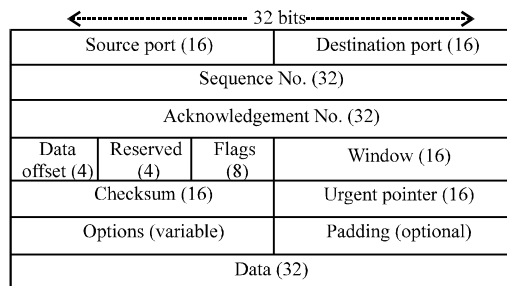 32 bits
Source port (16) Destination port (16)
Sequence No. (32)
Acknowledgement No. (32)
Data offset (4) Reserved (4) Flags (8) Window (16)
Checksum (16) Urgent pointer (16)
Options (variable) Padding (optional)
Data (32)